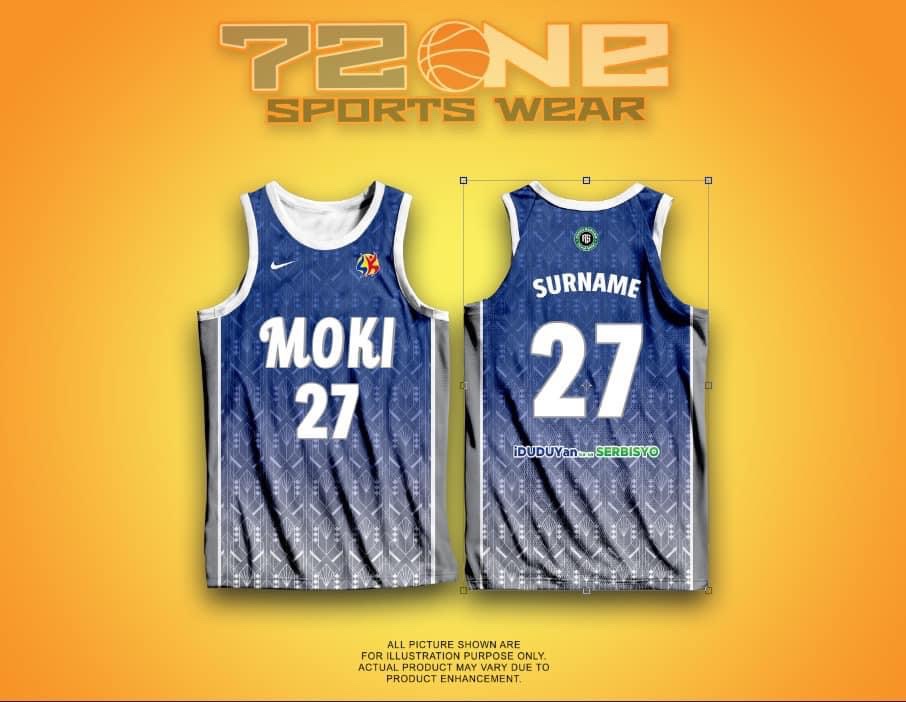 7ZONE
SPORTS WEAR
MOKI
27
SURNAME
27
iDUDUYan SERBISYO
ALL PICTURE SHOWN ARE
FOR ILLUSTRATION PURPOSE ONLY.
ACTUAL PRODUCT MAY VARY DUE TO
PRODUCT ENHANCEMENT.